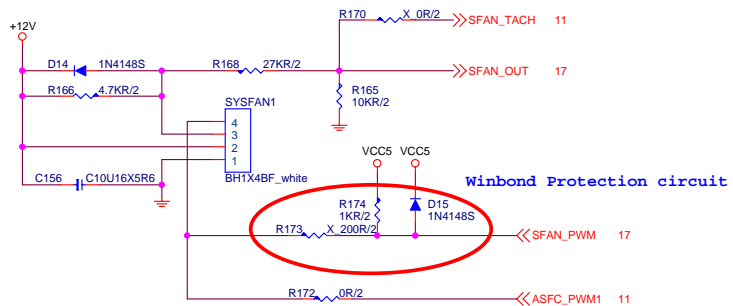 +12V
R170 X_0R/2
SFAN_TACH 11
D14 1N4148S
R168 27KR/2
SFAN_OUT 17
R166 4.7KR/2
R165
10KR/2
SYSFAN1
4
3
2
1
BH1X4BF_white
C156 C10U16X5R6
VCC5 VCC5
Winbond Protection circuit
R174
1KR/2
D15
1N4148S
R173 X_200R/2
SFAN_PWM 17
R172 0R/2
ASFC_PWM1 11